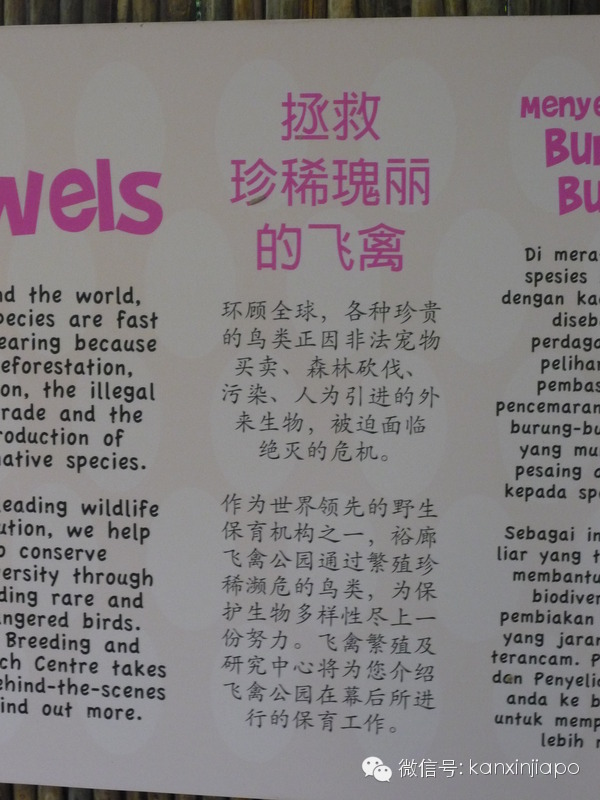 wels
nd the world,
pecies are fast
earing because
eforestation,
on, the illegal
rade and the
roduction of
native species.
eading wildlife
ution, we help
o conserve
versity through
ding rare and
ngered birds.
Breeding and
ch Centre takes
ehind-the-scenes
ind out more.
拯救
珍稀瑰丽
的飞禽
环顾全球，各种珍贵
的鸟类正因非法宠物
买卖、森林砍伐、
污染、人为引进的外
来生物，被迫面临
绝灭的危机。
作为世界领先的野生
保育机构之一，裕廊
飞禽公园通过繁殖珍
稀濒危的鸟类，为保
护生物多样性尽上一
份努力。飞禽繁殖及
研究中心将为您介绍
飞禽公园在幕后所进
行的保育工作。
Menye
Bur
Bu
Di mera
spesies
dengan ka
diseb
perdaga
pelihar
pembas
pencemaran
burung-bu
yang mu
pesaing a
kepada spe
Sebagai in
liar yang t
membantu
biodiver
pembiakan
yang jaran
terancam. P
dan Penyelid
anda ke b
untuk memp
lebih m
微信号: kanxinjiapo